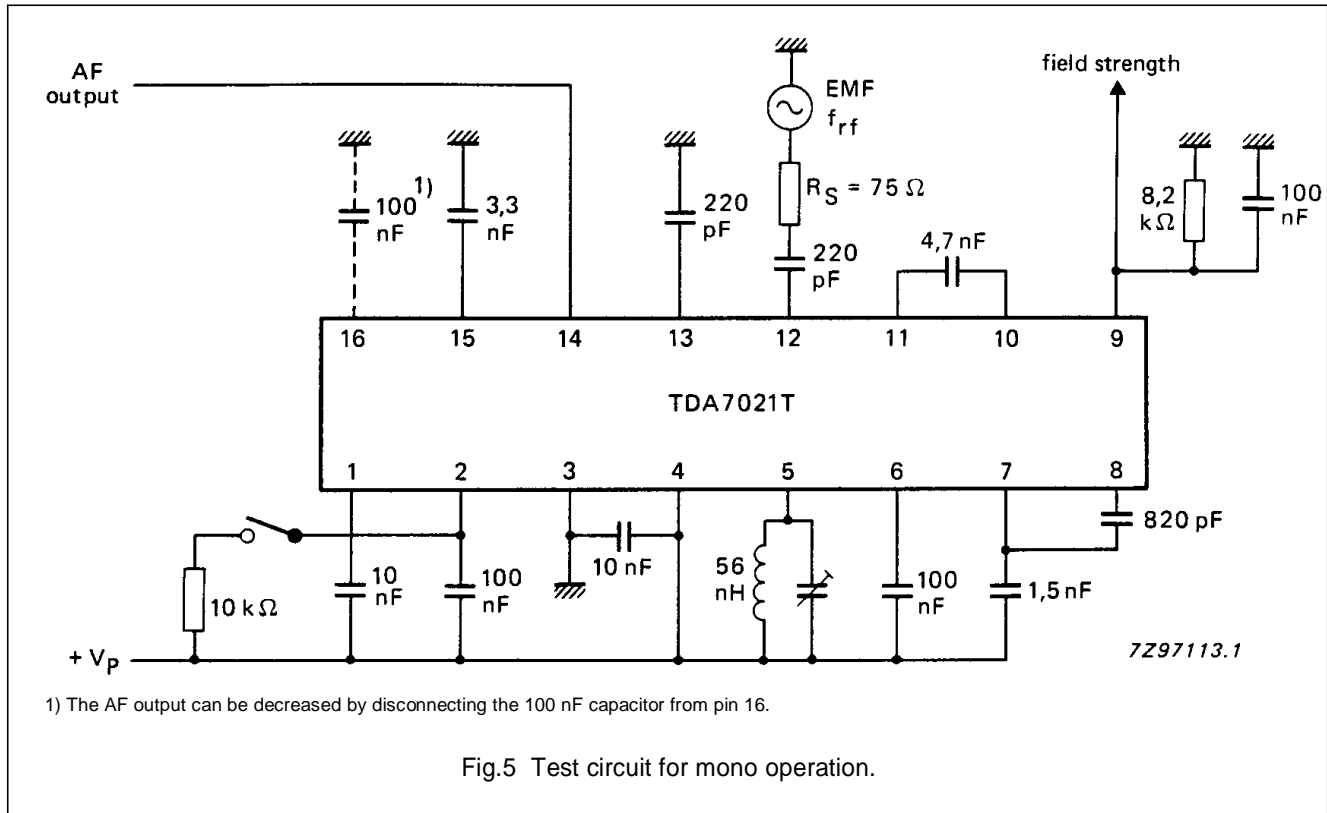 AF
output
EMF
f_rf
field strength
R_S = 75 Ω
100 1)
nF
3,3
nF
220
pF
220
pF
4,7 nF
8,2
kΩ
100
nF
16 15 14 13 12 11 10 9
TDA7021T
1 2 3 4 5 6 7 8
10 kΩ
10
nF
100
nF
10 nF
56
nH
100
nF
820 pF
1,5 nF
+ V_P
7Z97113.1
1) The AF output can be decreased by disconnecting the 100 nF capacitor from pin 16.
Fig.5 Test circuit for mono operation.